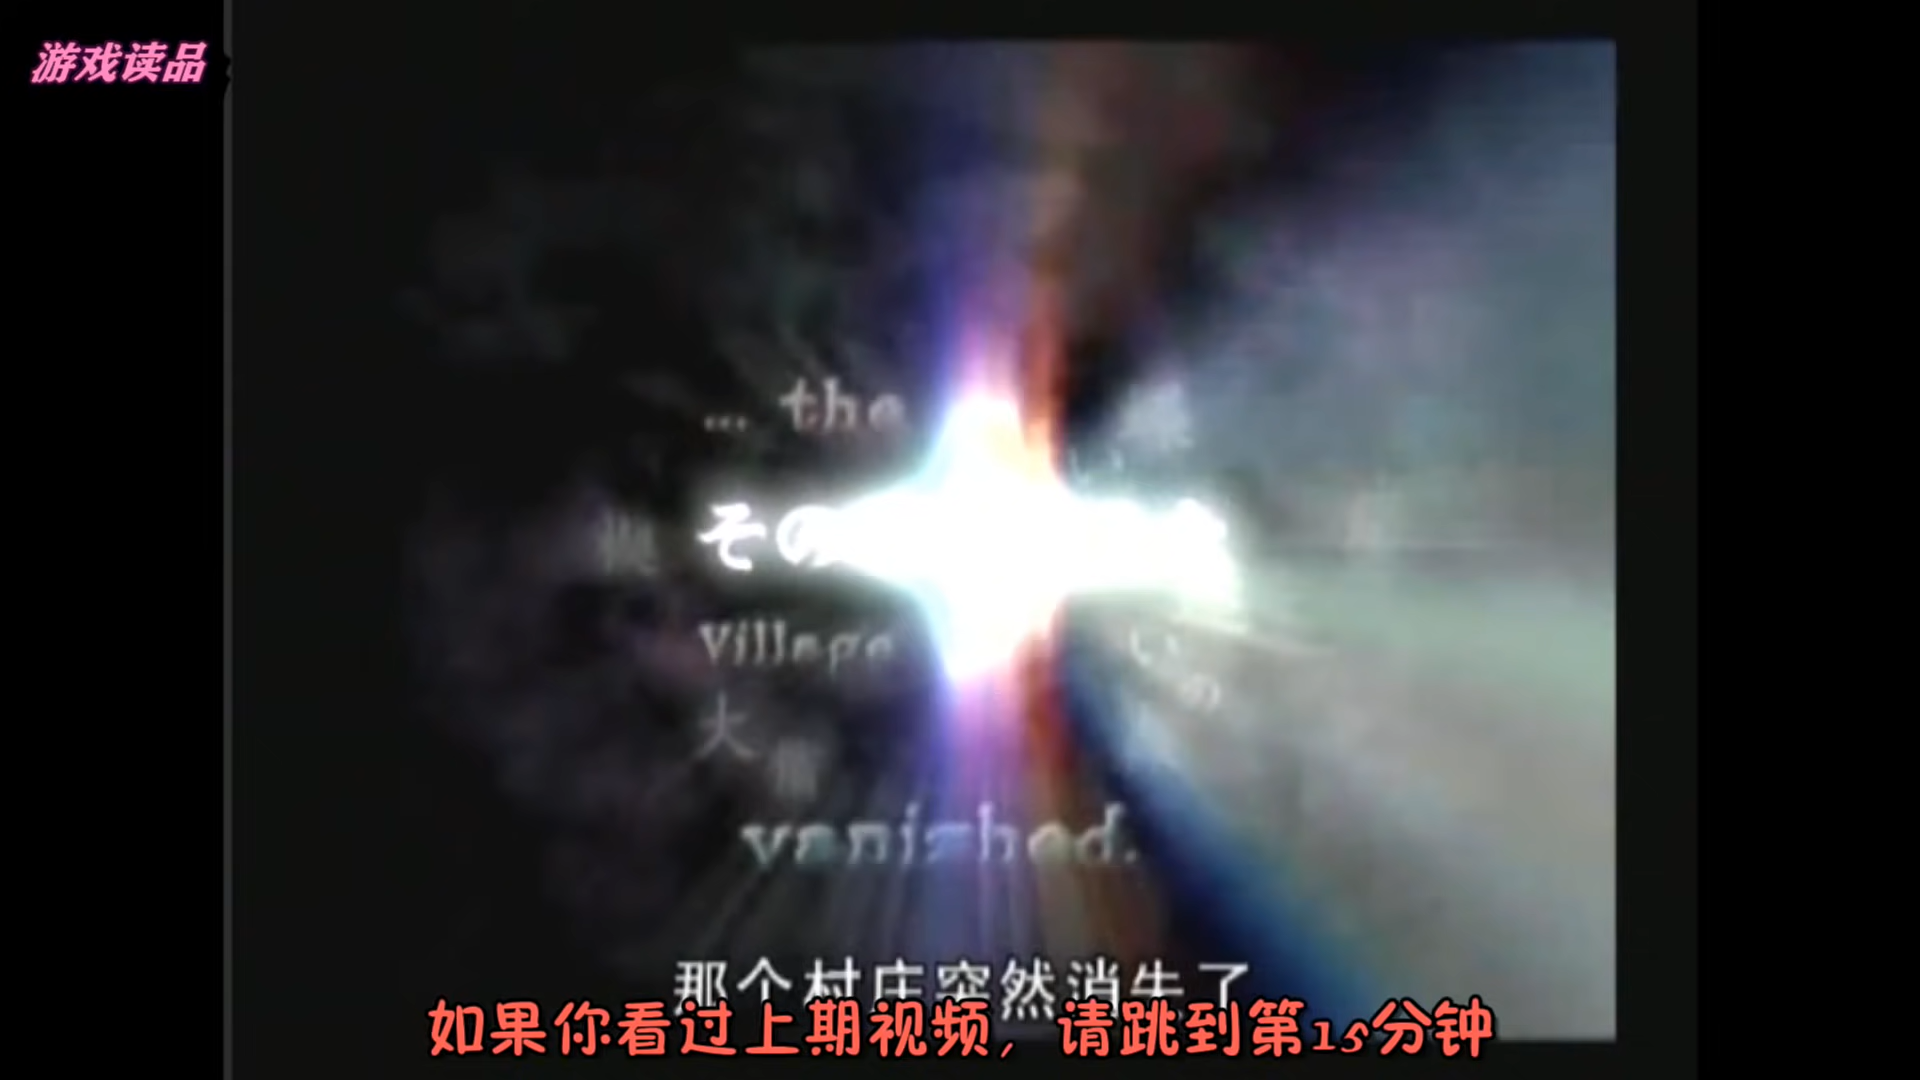 游戏读品
... the
その
Village
大
vanished.
那个村庄突然消失了
如果你看过上期视频，请跳到第15分钟